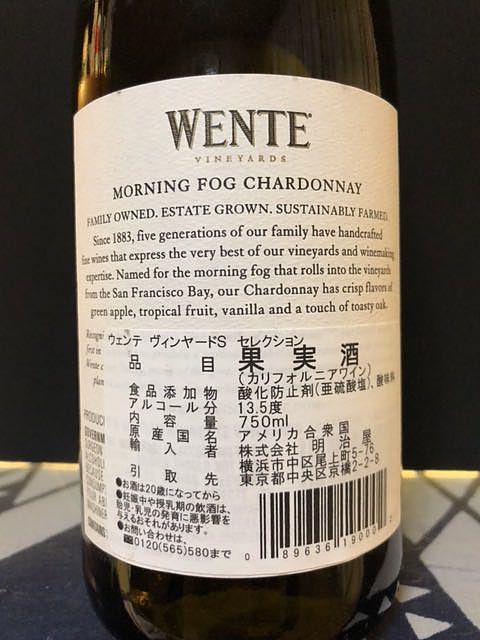 WENTE
VINEYARDS
MORNING FOG CHARDONNAY
FAMILY OWNED. ESTATE GROWN. SUSTAINABLY FARMED.
Since 1883, five generations of our family have handcrafted
fine wines that express the very best of our vineyards and winemaking
expertise. Named for the morning fog that rolls into the vineyards
from the San Francisco Bay, our Chardonnay has crisp flavors of
green apple, tropical fruit, vanilla and a touch of toasty oak.
ウェンテ ヴィンヤードS セレクション
品目 果実酒
(カリフォルニアワイン)
食品添加物 酸化防止剤(亜硫酸塩)、酸味料
アルコール分 13.5度
内容量 750ml
原産国名 アメリカ合衆国
輸入者 株式会社 明治屋
横浜市中区尾上町5-76
引取先 東京都中央区京橋2-2-8
●お酒は20歳になってから
●妊娠中や授乳期の飲酒は、
胎児・乳児の発育に悪影響を
与えるおそれがあります。
●お問い合わせは、
0120(565)580まで
0 89636 19000